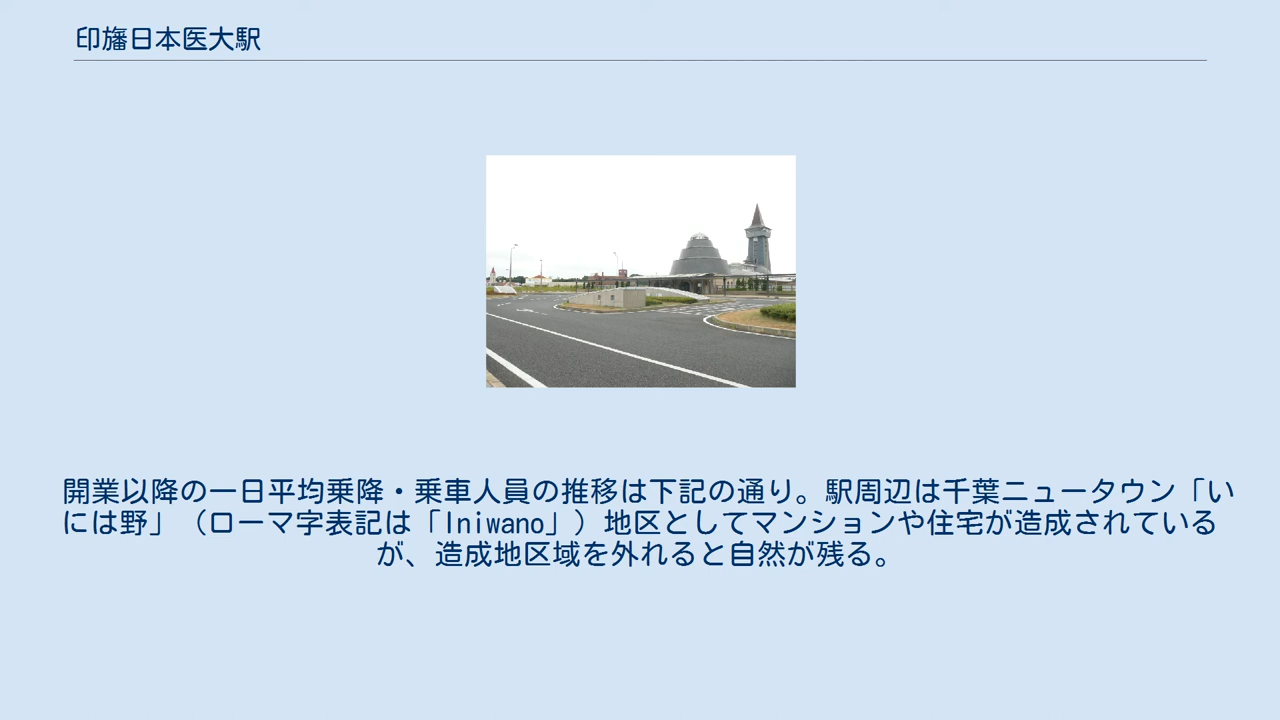 印旛日本医大駅
開業以降の一日平均乗降・乗車人員の推移は下記の通り。駅周辺は千葉ニュータウン「い
には野」（ローマ字表記は「Iniwano」）地区としてマンションや住宅が造成されている
が、造成地区域を外れると自然が残る。